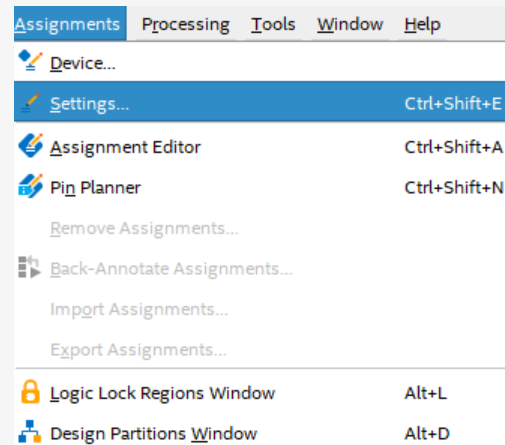 Assignments Processing Tools Window Help
Device...
Settings... Ctrl+Shift+E
Assignment Editor Ctrl+Shift+A
Pin Planner Ctrl+Shift+N
Remove Assignments...
Back-Annotate Assignments...
Import Assignments...
Export Assignments...
Logic Lock Regions Window Alt+L
Design Partitions Window Alt+D